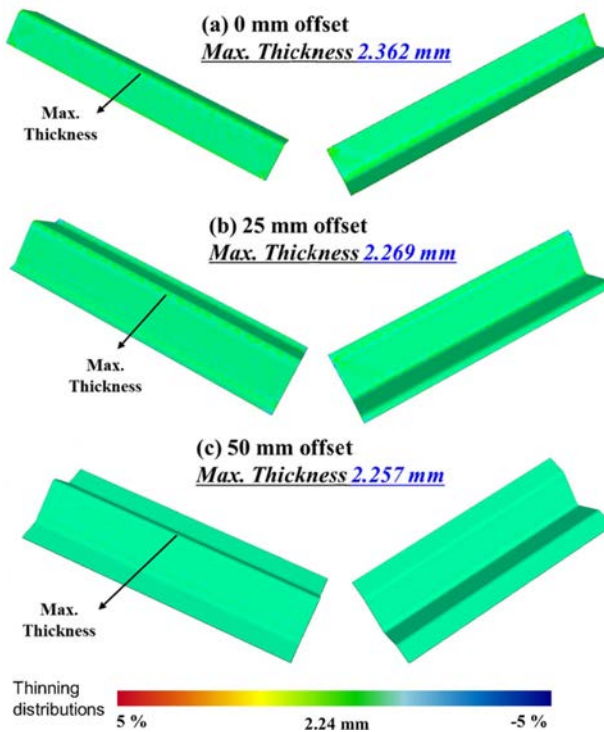 (a) 0 mm offset
Max. Thickness 2.362 mm
Max.
Thickness
(b) 25 mm offset
Max. Thickness 2.269 mm
Max.
Thickness
(c) 50 mm offset
Max. Thickness 2.257 mm
Max.
Thickness
Thinning
distributions
5 %
2.24 mm
-5 %